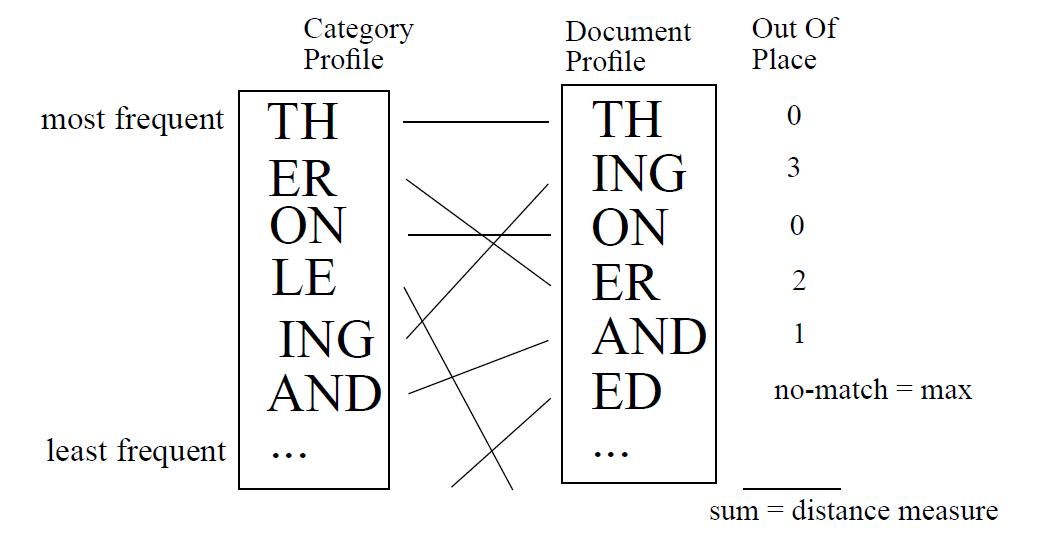 Category
Profile
Document
Profile
Out Of
Place
most frequent
TH
TH
0
ER
ING
3
ON
ON
0
LE
ER
2
ING
AND
1
AND
ED
no-match = max
least frequent
...
...
sum = distance measure